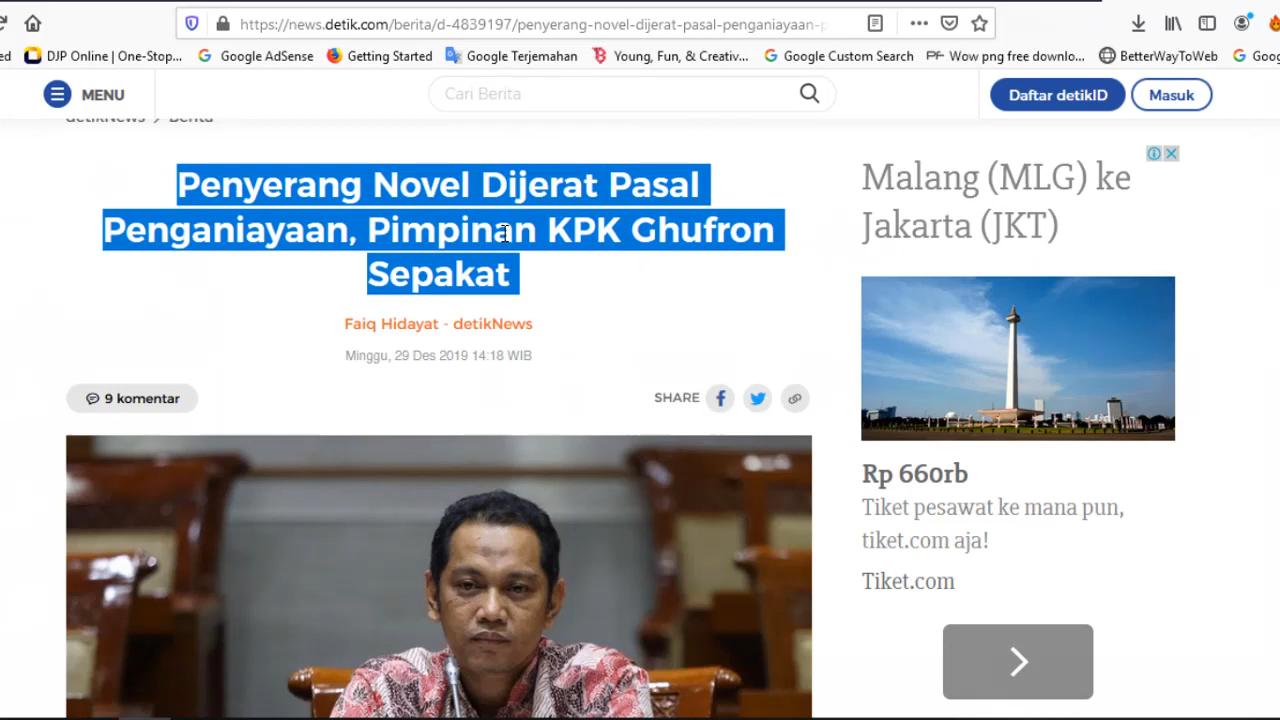 https://news.detik.com/berita/d-4839197/penyerang-novel-dijerat-pasal-penganiayaan-p
DJP Online | One-Stop... Google AdSense Getting Started Google Terjemahan Young, Fun, & Creativ... Google Custom Search Wow png free downlo... BetterWayToWeb
MENU
Cari Berita
Daftar detikID
Masuk
detikNews > Berita
Penyerang Novel Dijerat Pasal
Penganiayaan, Pimpinan KPK Ghufron
Sepakat
Faiq Hidayat - detikNews
Minggu, 29 Des 2019 14:18 WIB
9 komentar
SHARE
Malang (MLG) ke
Jakarta (JKT)
Rp 660rb
Tiket pesawat ke mana pun,
tiket.com aja!
Tiket.com